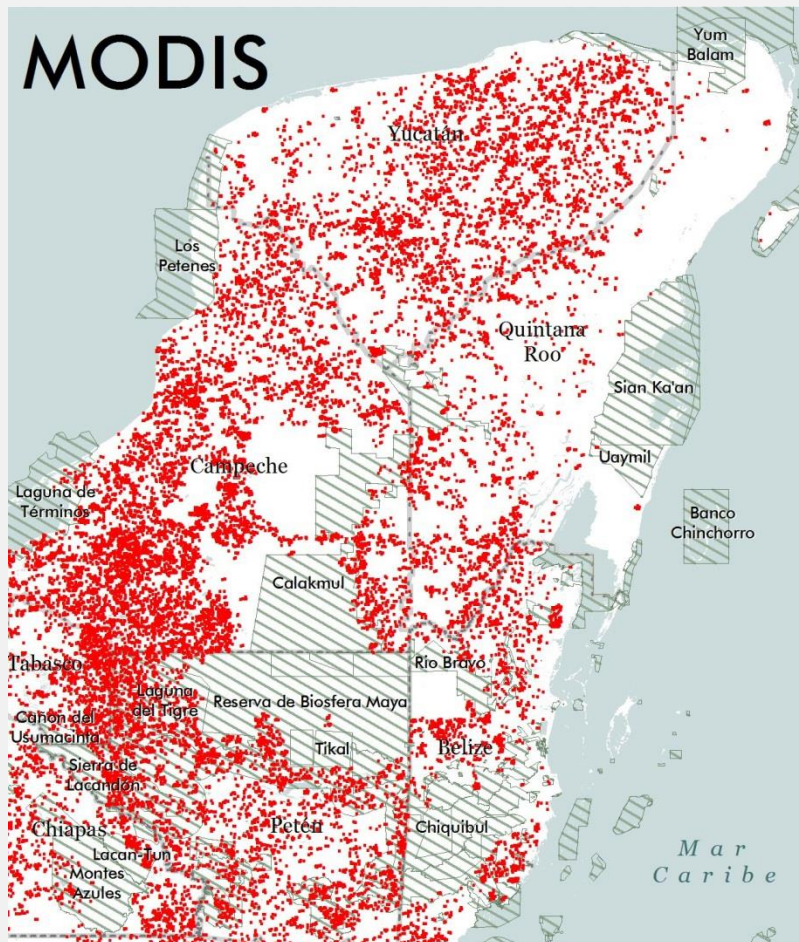 MODIS
Yum
Balam
Yucatán
Los
Petenes
Quintana
Roo
Sian Ka'an
Campeche
Uaymil
Laguna de
Términos
Banco
Chinchorro
Calakmul
Tabasco
Río Bravo
Laguna
del Tigre
Reserva de Biosfera Maya
Cañon del
Usumacinta
Tikal
Belize
Sierra de
Lacandón
Chiapas
Petén
Chiquibul
Lacan-Tun
Montes
Azules
Mar
Caribe